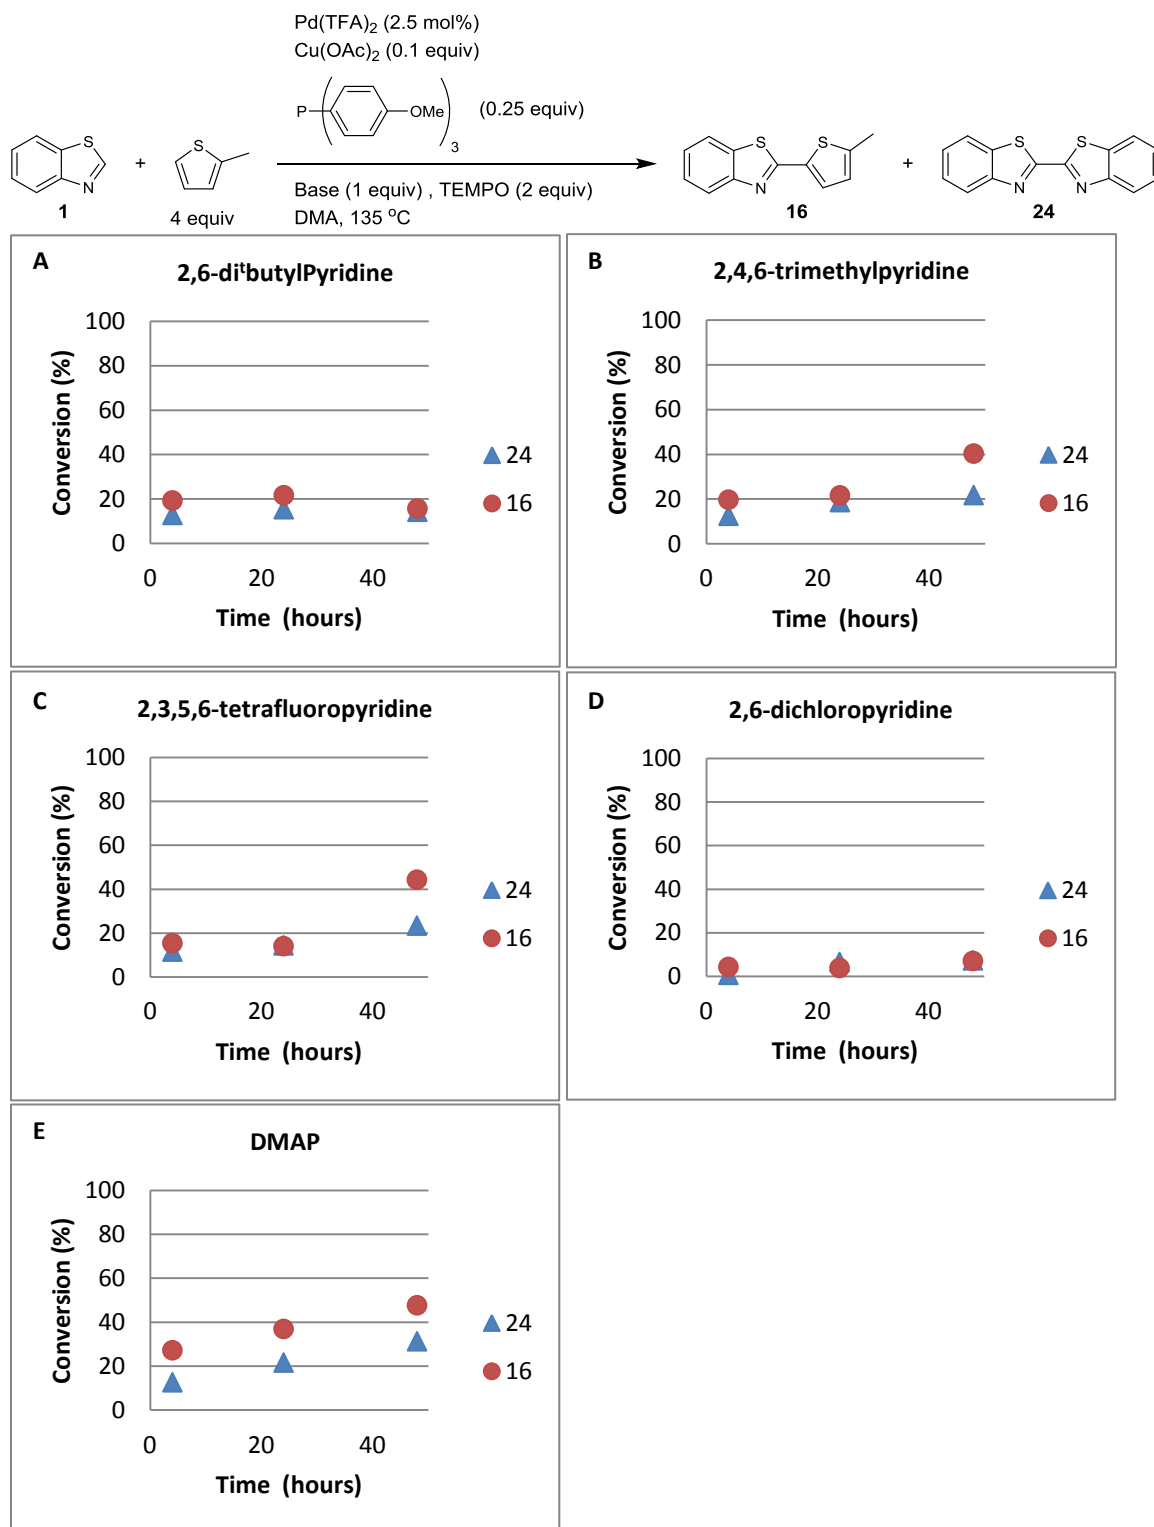 Pd(TFA)2 (2.5 mol%)
Cu(OAc)2 (0.1 equiv)
P
OMe
3
(0.25 equiv)
S
N
1
+
S
4 equiv
Base (1 equiv) , TEMPO (2 equiv)
DMA, 135 °C
S
N
S
16
+
S
N
S
N
24
A
2,6-diᵗbutylPyridine
Conversion (%)
100
80
60
40
20
0
0 20 40
Time (hours)
24
16
B
2,4,6-trimethylpyridine
Conversion (%)
100
80
60
40
20
0
0 20 40
Time (hours)
24
16
C
2,3,5,6-tetrafluoropyridine
Conversion (%)
100
80
60
40
20
0
0 20 40
Time (hours)
24
16
D
2,6-dichloropyridine
Conversion (%)
100
80
60
40
20
0
0 20 40
Time (hours)
24
16
E
DMAP
Conversion (%)
100
80
60
40
20
0
0 20 40
Time (hours)
24
16